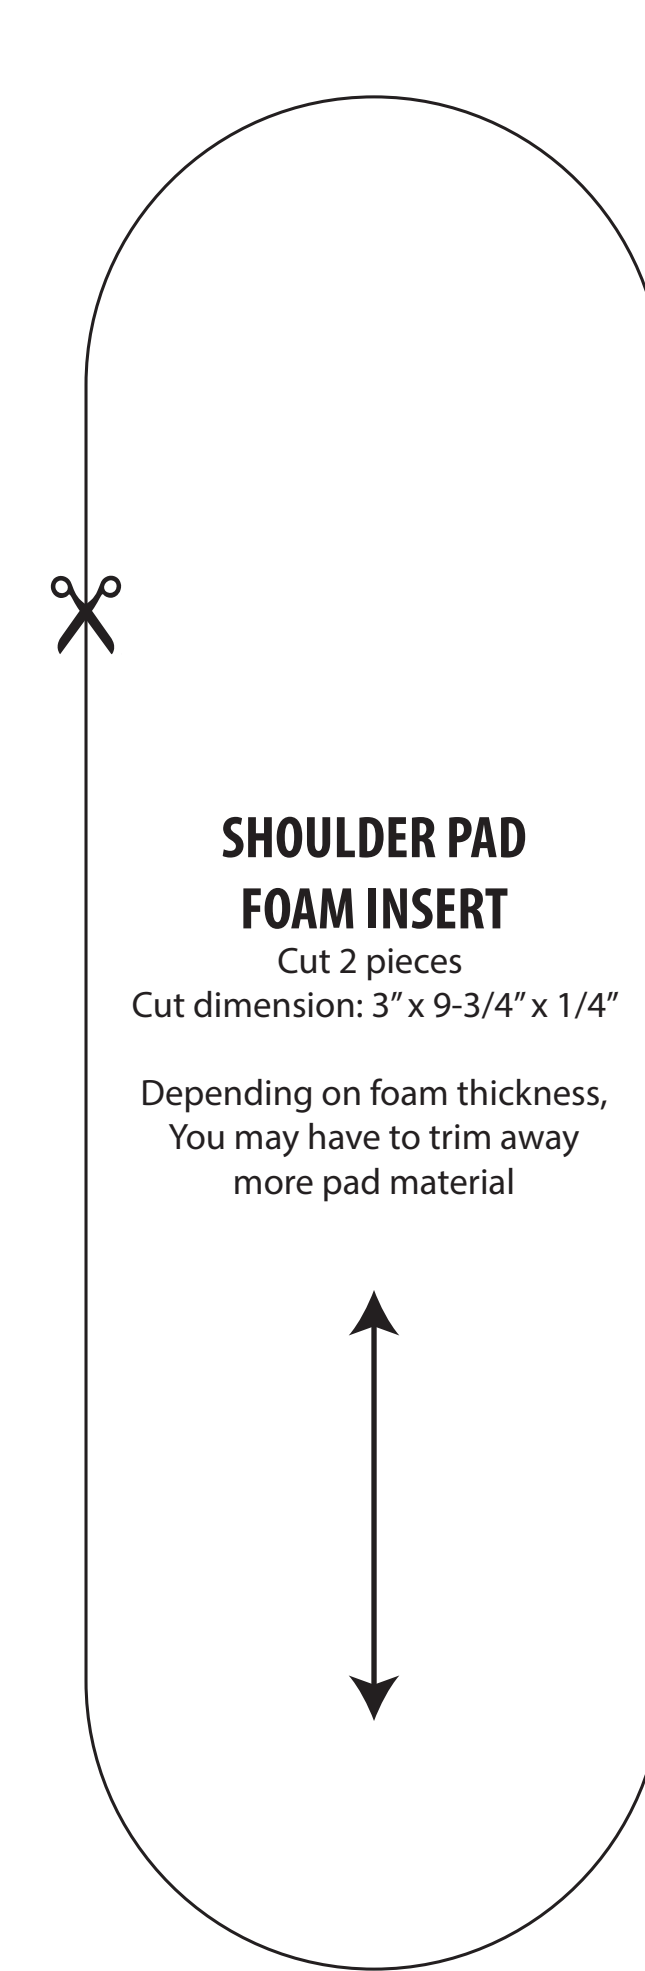 SHOULDER PAD
FOAM INSERT
Cut 2 pieces
Cut dimension: 3” x 9-3/4” x 1/4”
Depending on foam thickness,
You may have to trim away
more pad material